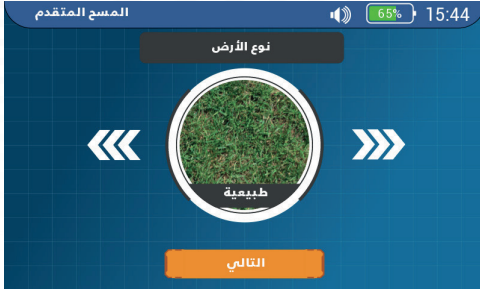 المسح المتقدم
65% 15:44
نوع الأرض
طبيعية
التالي